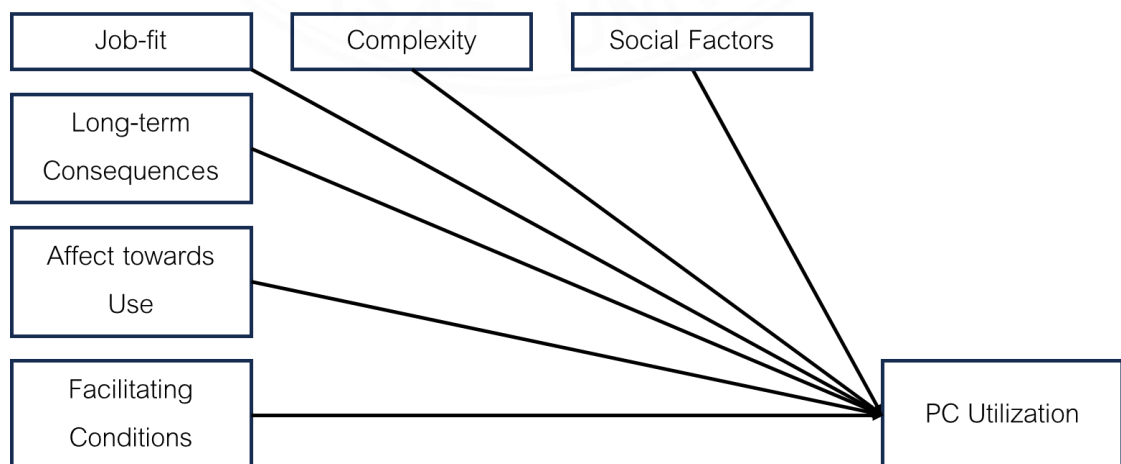 Job-fit
Complexity
Social Factors
Long-term
Consequences
Affect towards
Use
Facilitating
Conditions
PC Utilization